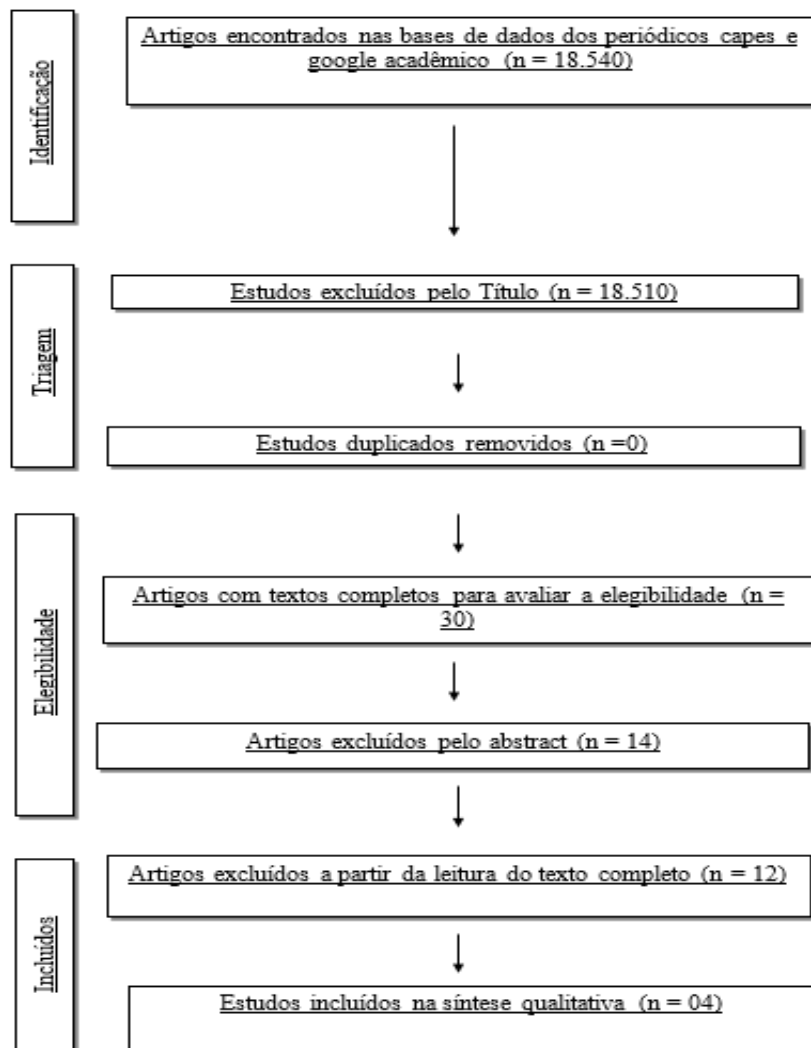 Identificação
Artigos encontrados nas bases de dados dos periódicos capes e
google acadêmico (n = 18.540)
Triagem
Estudos excluídos pelo Título (n = 18.510)
Estudos duplicados removidos (n =0)
Elegibilidade
Artigos com textos completos para avaliar a elegibilidade (n =
30)
Artigos excluídos pelo abstract (n = 14)
Incluídos
Artigos excluídos a partir da leitura do texto completo (n = 12)
Estudos incluídos na síntese qualitativa (n = 04)